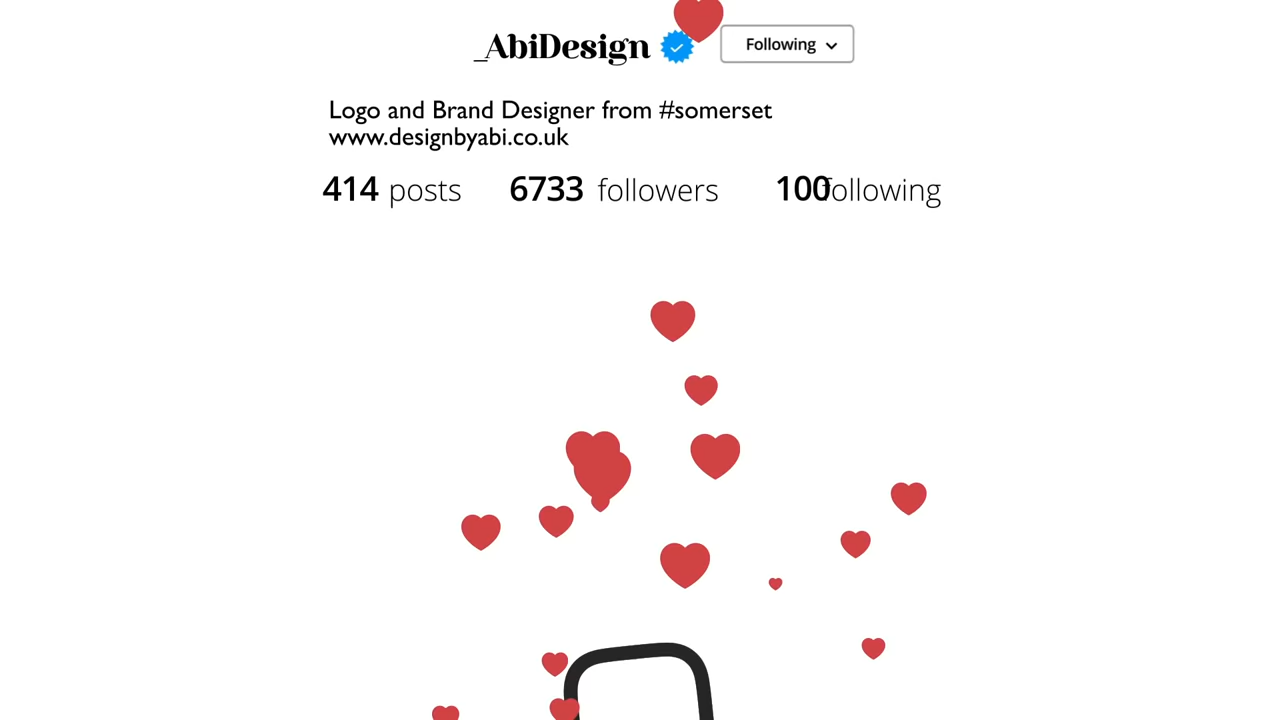 _AbiDesign Following
Logo and Brand Designer from #somerset
www.designbyabi.co.uk
414 posts 6733 followers 100 following